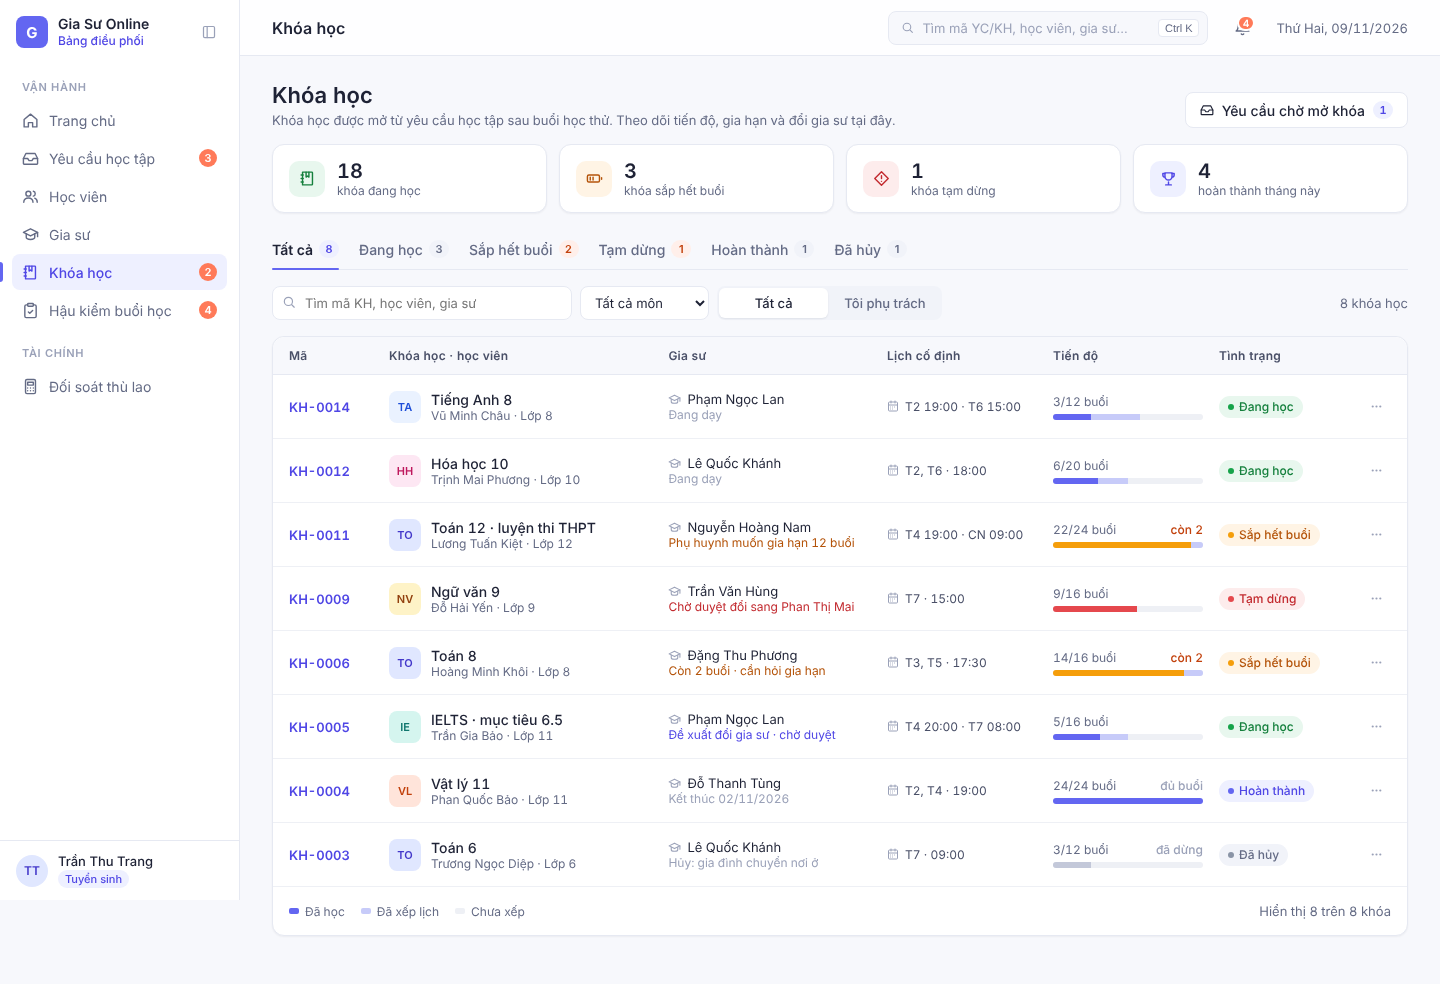 G
Gia Sư Online
Bảng điều phối
VẬN HÀNH
Trang chủ
Yêu cầu học tập 3
Học viên
Gia sư
Khóa học 2
Hậu kiểm buổi học 4
TÀI CHÍNH
Đối soát thù lao
TT
Trần Thu Trang
Tuyển sinh
Khóa học
Tìm mã YC/KH, học viên, gia sư... Ctrl K
4
Thứ Hai, 09/11/2026
Khóa học
Khóa học được mở từ yêu cầu học tập sau buổi học thử. Theo dõi tiến độ, gia hạn và đổi gia sư tại đây.
Yêu cầu chờ mở khóa 1
18
khóa đang học
3
khóa sắp hết buổi
1
khóa tạm dừng
4
hoàn thành tháng này
Tất cả 8 Đang học 3 Sắp hết buổi 2 Tạm dừng 1 Hoàn thành 1 Đã hủy 1
Tìm mã KH, học viên, gia sư Tất cả môn Tất cả Tôi phụ trách 8 khóa học
Mã Khóa học · học viên Gia sư Lịch cố định Tiến độ Tình trạng
KH-0014 TA Tiếng Anh 8 Phạm Ngọc Lan T2 19:00 · T6 15:00 3/12 buổi Đang học
Vũ Minh Châu · Lớp 8 Đang dạy
KH-0012 HH Hóa học 10 Lê Quốc Khánh T2, T6 · 18:00 6/20 buổi Đang học
Trịnh Mai Phương · Lớp 10 Đang dạy
KH-0011 TO Toán 12 · luyện thi THPT Nguyễn Hoàng Nam T4 19:00 · CN 09:00 22/24 buổi còn 2 Sắp hết buổi
Lương Tuấn Kiệt · Lớp 12 Phụ huynh muốn gia hạn 12 buổi
KH-0009 NV Ngữ văn 9 Trần Văn Hùng T7 · 15:00 9/16 buổi Tạm dừng
Đỗ Hải Yến · Lớp 9 Chờ duyệt đổi sang Phan Thị Mai
KH-0006 TO Toán 8 Đặng Thu Phương T3, T5 · 17:30 14/16 buổi còn 2 Sắp hết buổi
Hoàng Minh Khôi · Lớp 8 Còn 2 buổi · cần hỏi gia hạn
KH-0005 IE IELTS · mục tiêu 6.5 Phạm Ngọc Lan T4 20:00 · T7 08:00 5/16 buổi Đang học
Trần Gia Bảo · Lớp 11 Đề xuất đổi gia sư · chờ duyệt
KH-0004 VL Vật lý 11 Đỗ Thanh Tùng T2, T4 · 19:00 24/24 buổi đủ buổi Hoàn thành
Phan Quốc Bảo · Lớp 11 Kết thúc 02/11/2026
KH-0003 TO Toán 6 Lê Quốc Khánh T7 · 09:00 3/12 buổi đã dừng Đã hủy
Trương Ngọc Diệp · Lớp 6 Hủy: gia đình chuyển nơi ở
Đã học Đã xếp lịch Chưa xếp Hiển thị 8 trên 8 khóa